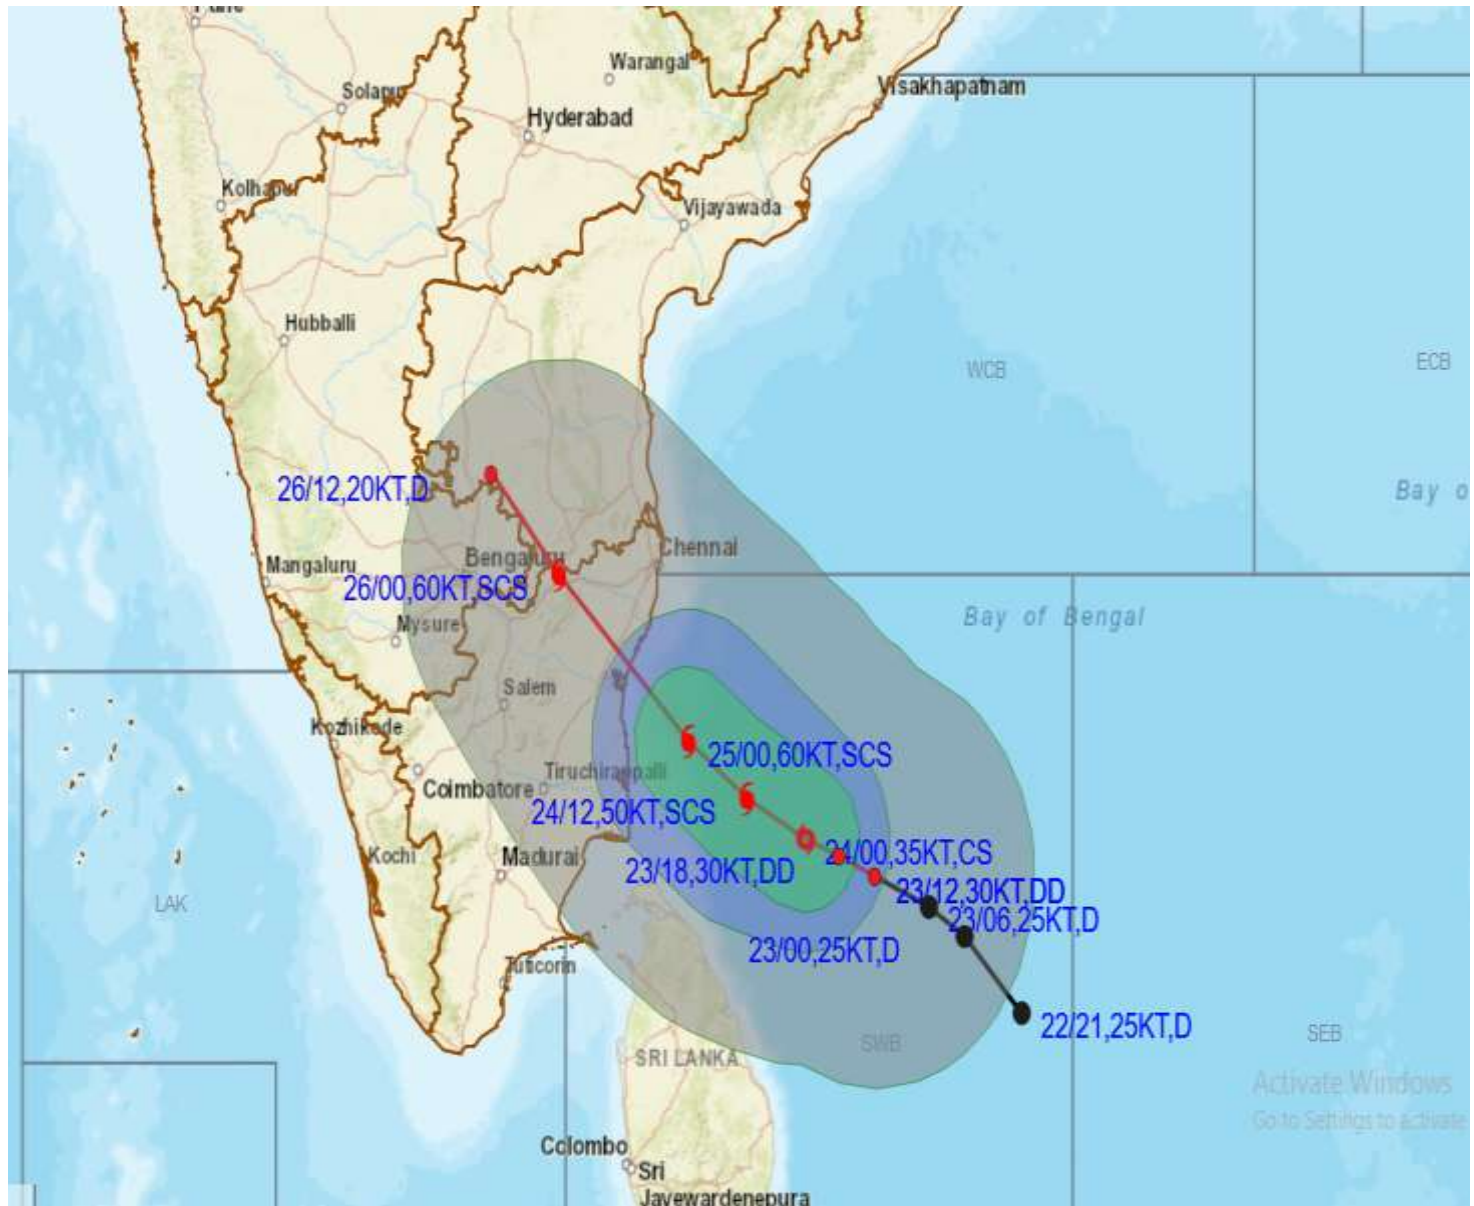 Pune
Warangal
Solapur
Visakhapatnam
Hyderabad
Kolhapur
Vijayawada
Hubballi
WCB
ECB
26/12,20KT,D
Bay o
Chennai
Bengaluru
Mangaluru
26/00,60KT,SCS
Bay of Bengal
Mysure
Salem
Kozhikode
25/00,60KT,SCS
Tiruchirappalli
Coimbatore
24/12,50KT,SCS
24/00,35KT,CS
Kochi
Madurai
23/18,30KT,DD
23/12,30KT,DD
LAK
23/06,25KT,D
23/00,25KT,D
Tuticorin
22/21,25KT,D
SWB
SEB
SRI LANKA
Activate Windows
Go to Settings to activate
Colombo
Sri
Jayewardenepura